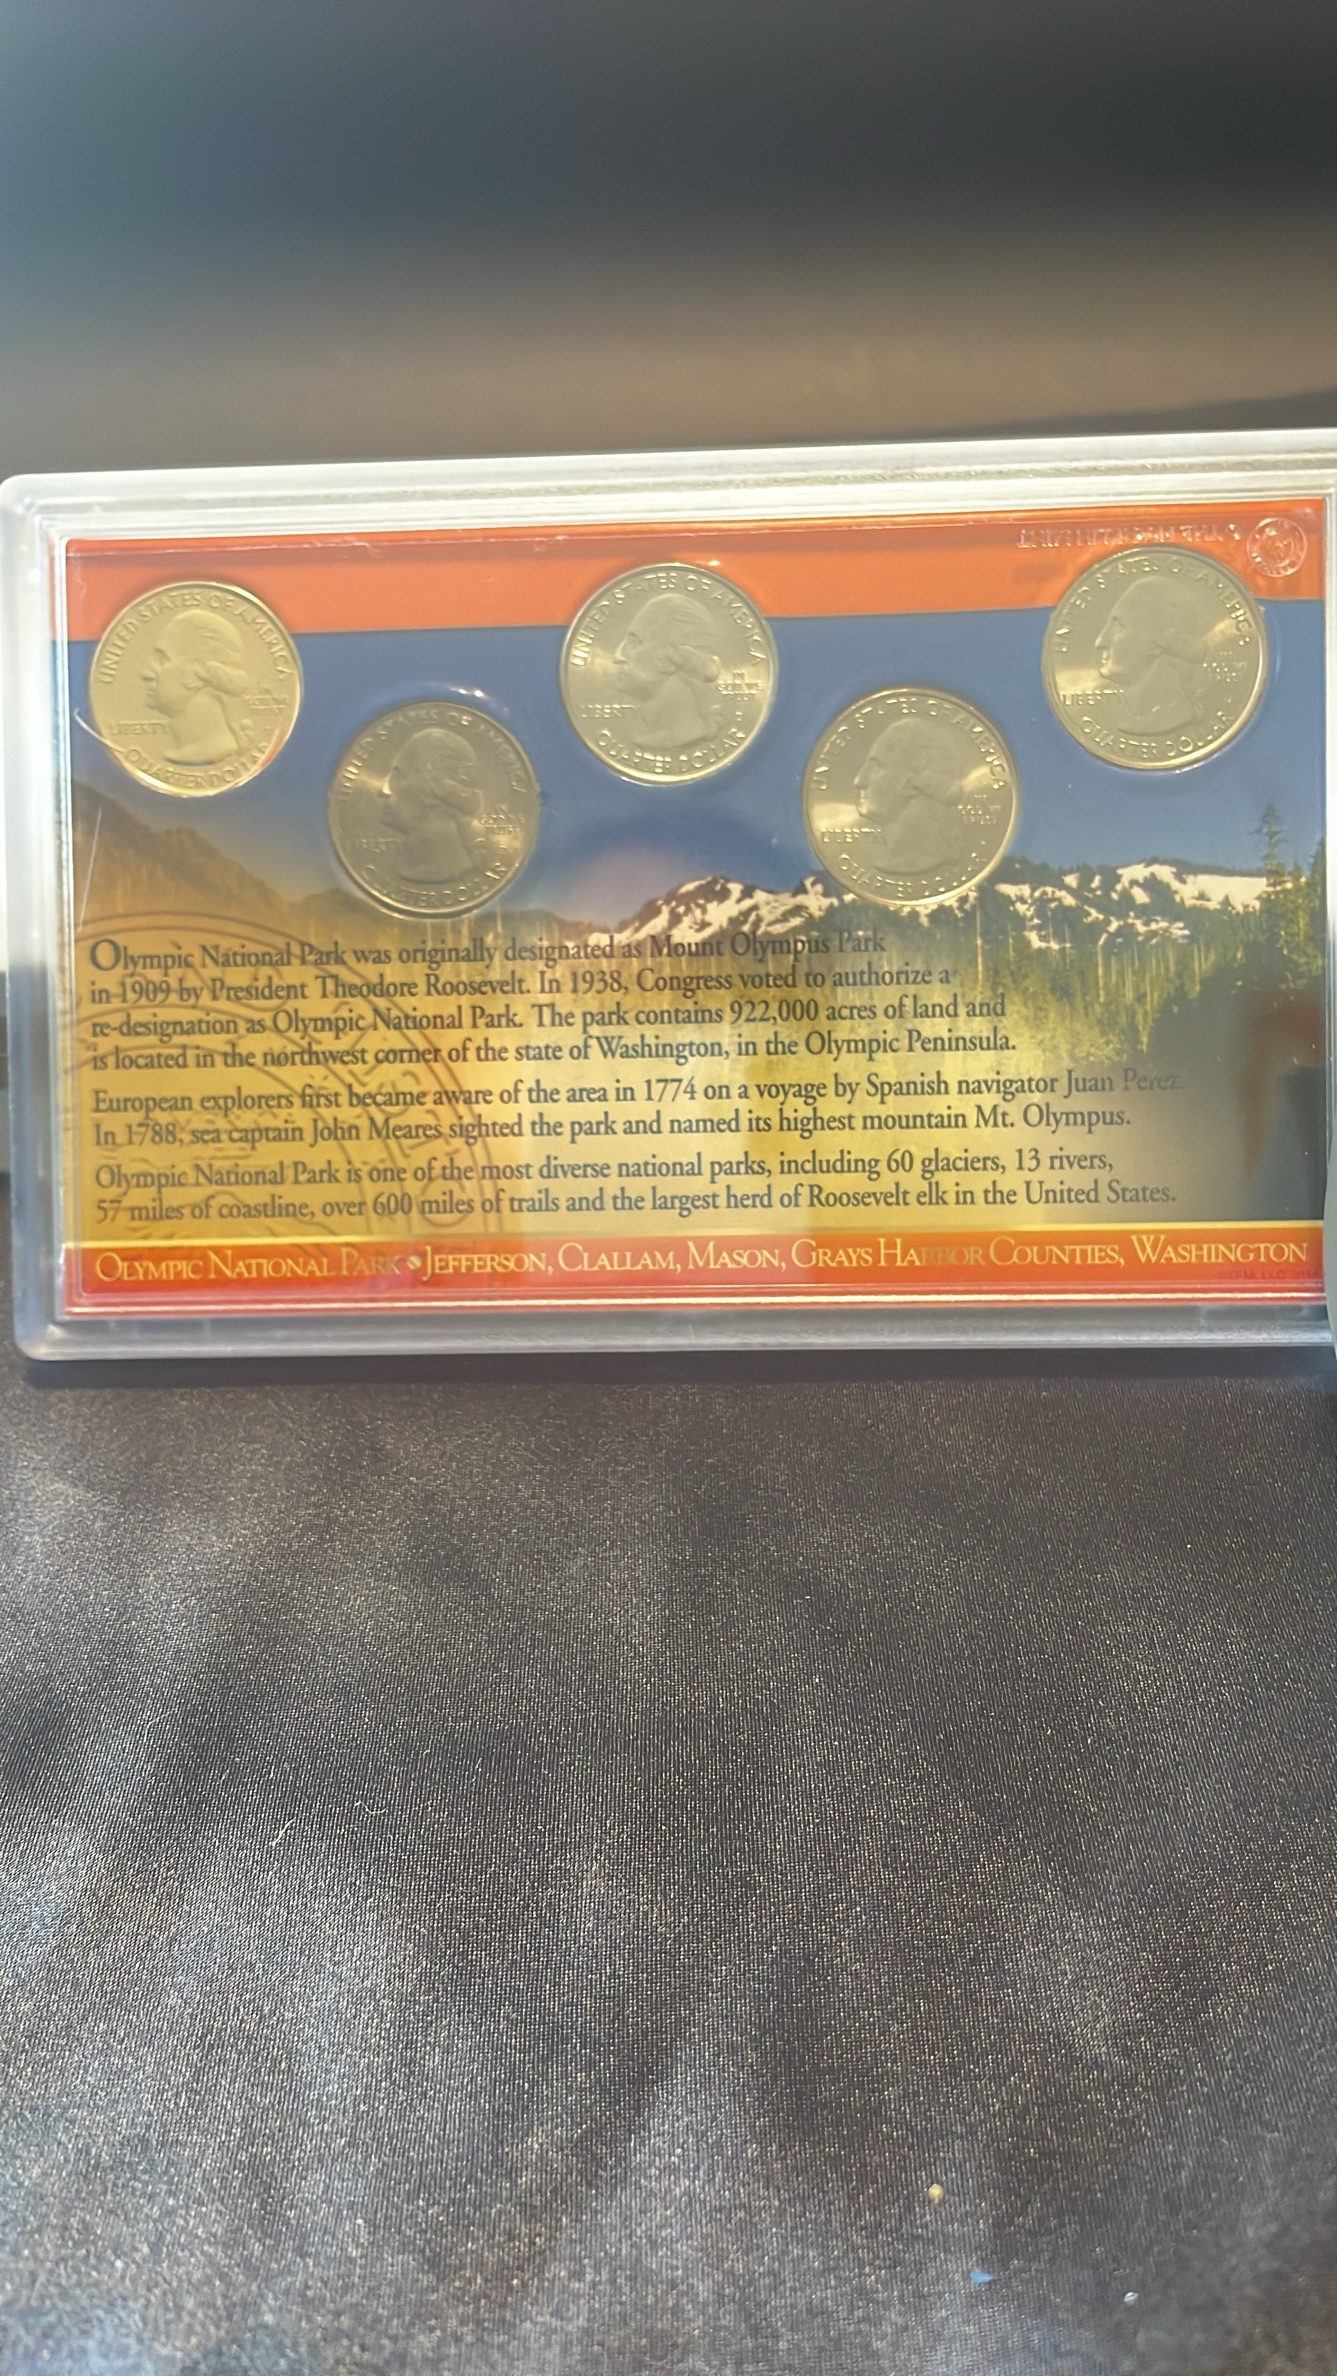 UNITED STATES OF AMERICA
LIBERTY
QUARTER DOLLAR
UNITED STATES OF AMERICA
LIBERTY
QUARTER DOLLAR
UNITED STATES OF AMERICA
LIBERTY
QUARTER DOLLAR
UNITED STATES OF AMERICA
LIBERTY
QUARTER DOLLAR
UNITED STATES OF AMERICA
LIBERTY
QUARTER DOLLAR
Olympic National Park was originally designated as Mount Olympus Park
in 1909 by President Theodore Roosevelt. In 1938, Congress voted to authorize a
re-designation as Olympic National Park. The park contains 922,000 acres of land and
is located in the northwest corner of the state of Washington, in the Olympic Peninsula.
European explorers first became aware of the area in 1774 on a voyage by Spanish navigator Juan Perez.
In 1788, sea captain John Meares sighted the park and named its highest mountain Mt. Olympus.
Olympic National Park is one of the most diverse national parks, including 60 glaciers, 13 rivers,
57 miles of coastline, over 600 miles of trails and the largest herd of Roosevelt elk in the United States.
OLYMPIC NATIONAL PARK • JEFFERSON, CLALLAM, MASON, GRAYS HARBOR COUNTIES, WASHINGTON